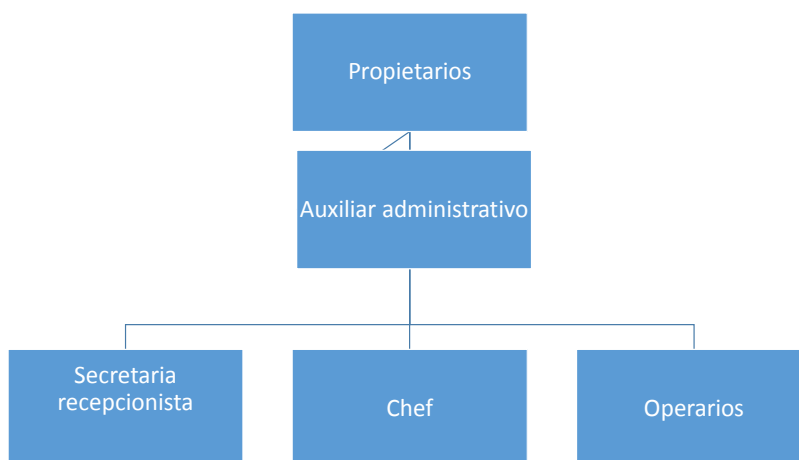 Propietarios
Auxiliar administrativo
Secretaria
recepcionista
Chef
Operarios